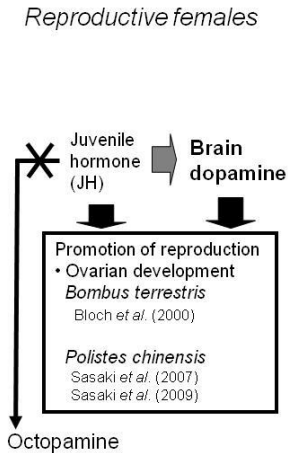 Reproductive females
Juvenile
hormone
(JH)
Brain
dopamine
Promotion of reproduction
• Ovarian development
Bombus terrestris
Bloch et al. (2000)
Polistes chinensis
Sasaki et al. (2007)
Sasaki et al. (2009)
Octopamine